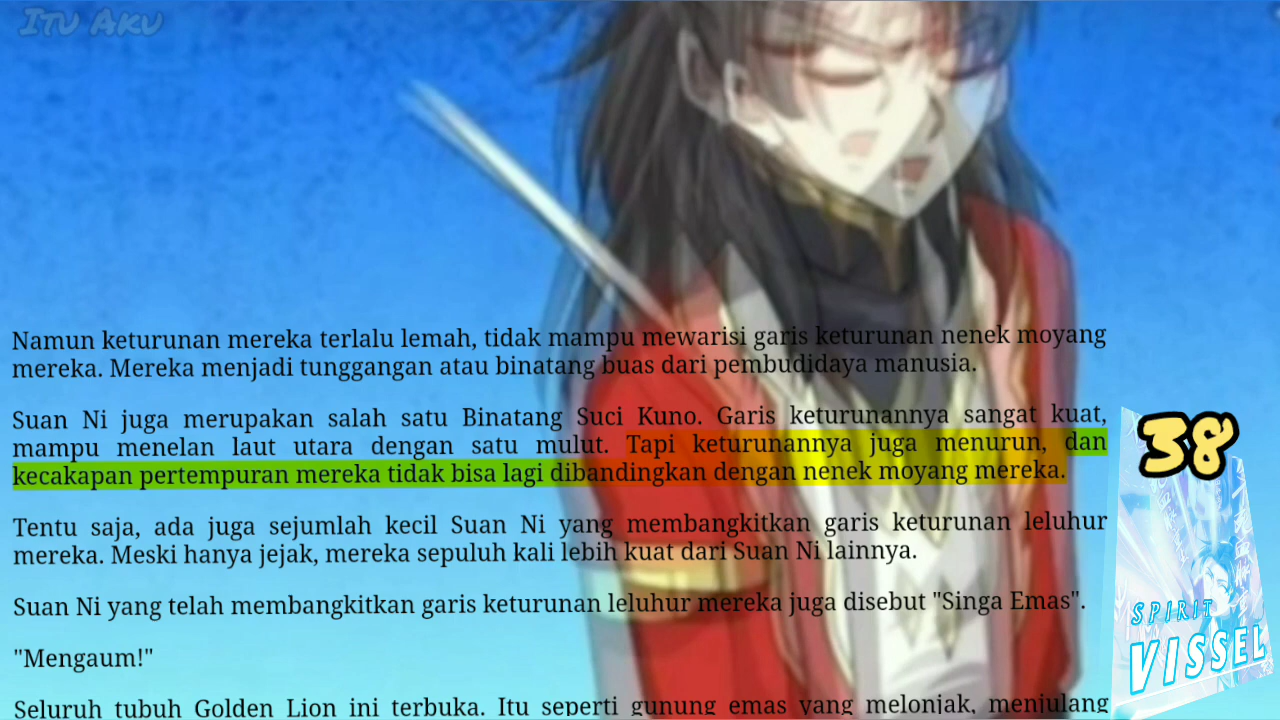 Itu Aku
Namun keturunan mereka terlalu lemah, tidak mampu mewarisi garis keturunan nenek moyang
mereka. Mereka menjadi tunggangan atau binatang buas dari pembudidaya manusia.
Suan Ni juga merupakan salah satu Binatang Suci Kuno. Garis keturunannya sangat kuat,
mampu menelan laut utara dengan satu mulut. Tapi keturunannya juga menurun, dan
kecakapan pertempuran mereka tidak bisa lagi dibandingkan dengan nenek moyang mereka.
Tentu saja, ada juga sejumlah kecil Suan Ni yang membangkitkan garis keturunan leluhur
mereka. Meski hanya jejak, mereka sepuluh kali lebih kuat dari Suan Ni lainnya.
Suan Ni yang telah membangkitkan garis keturunan leluhur mereka juga disebut "Singa Emas".
"Mengaum!"
Seluruh tubuh Golden Lion ini terbuka. Itu seperti gunung emas yang melonjak, menjulang
38
SPIRIT
VISSEL